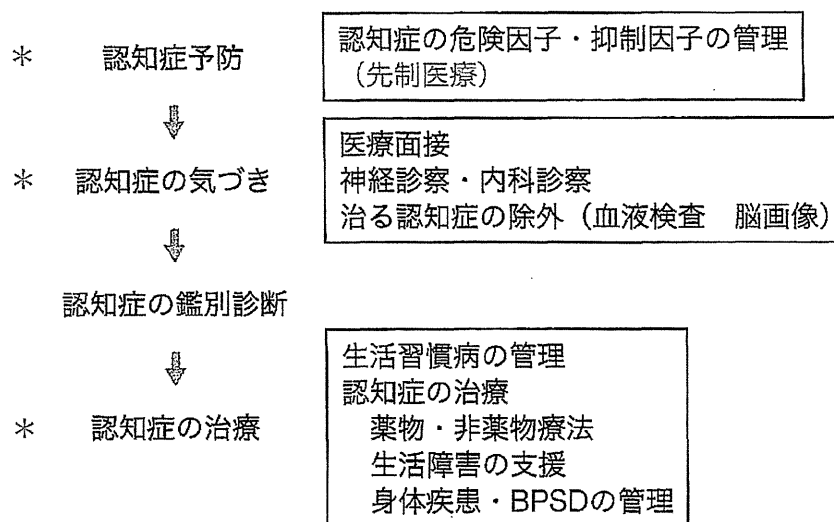 * 認知症予防
認知症の危険因子・抑制因子の管理
（先制医療）
* 認知症の気づき
医療面接
神経診察・内科診察
治る認知症の除外（血液検査　脳画像）
認知症の鑑別診断
* 認知症の治療
生活習慣病の管理
認知症の治療
薬物・非薬物療法
生活障害の支援
身体疾患・BPSDの管理